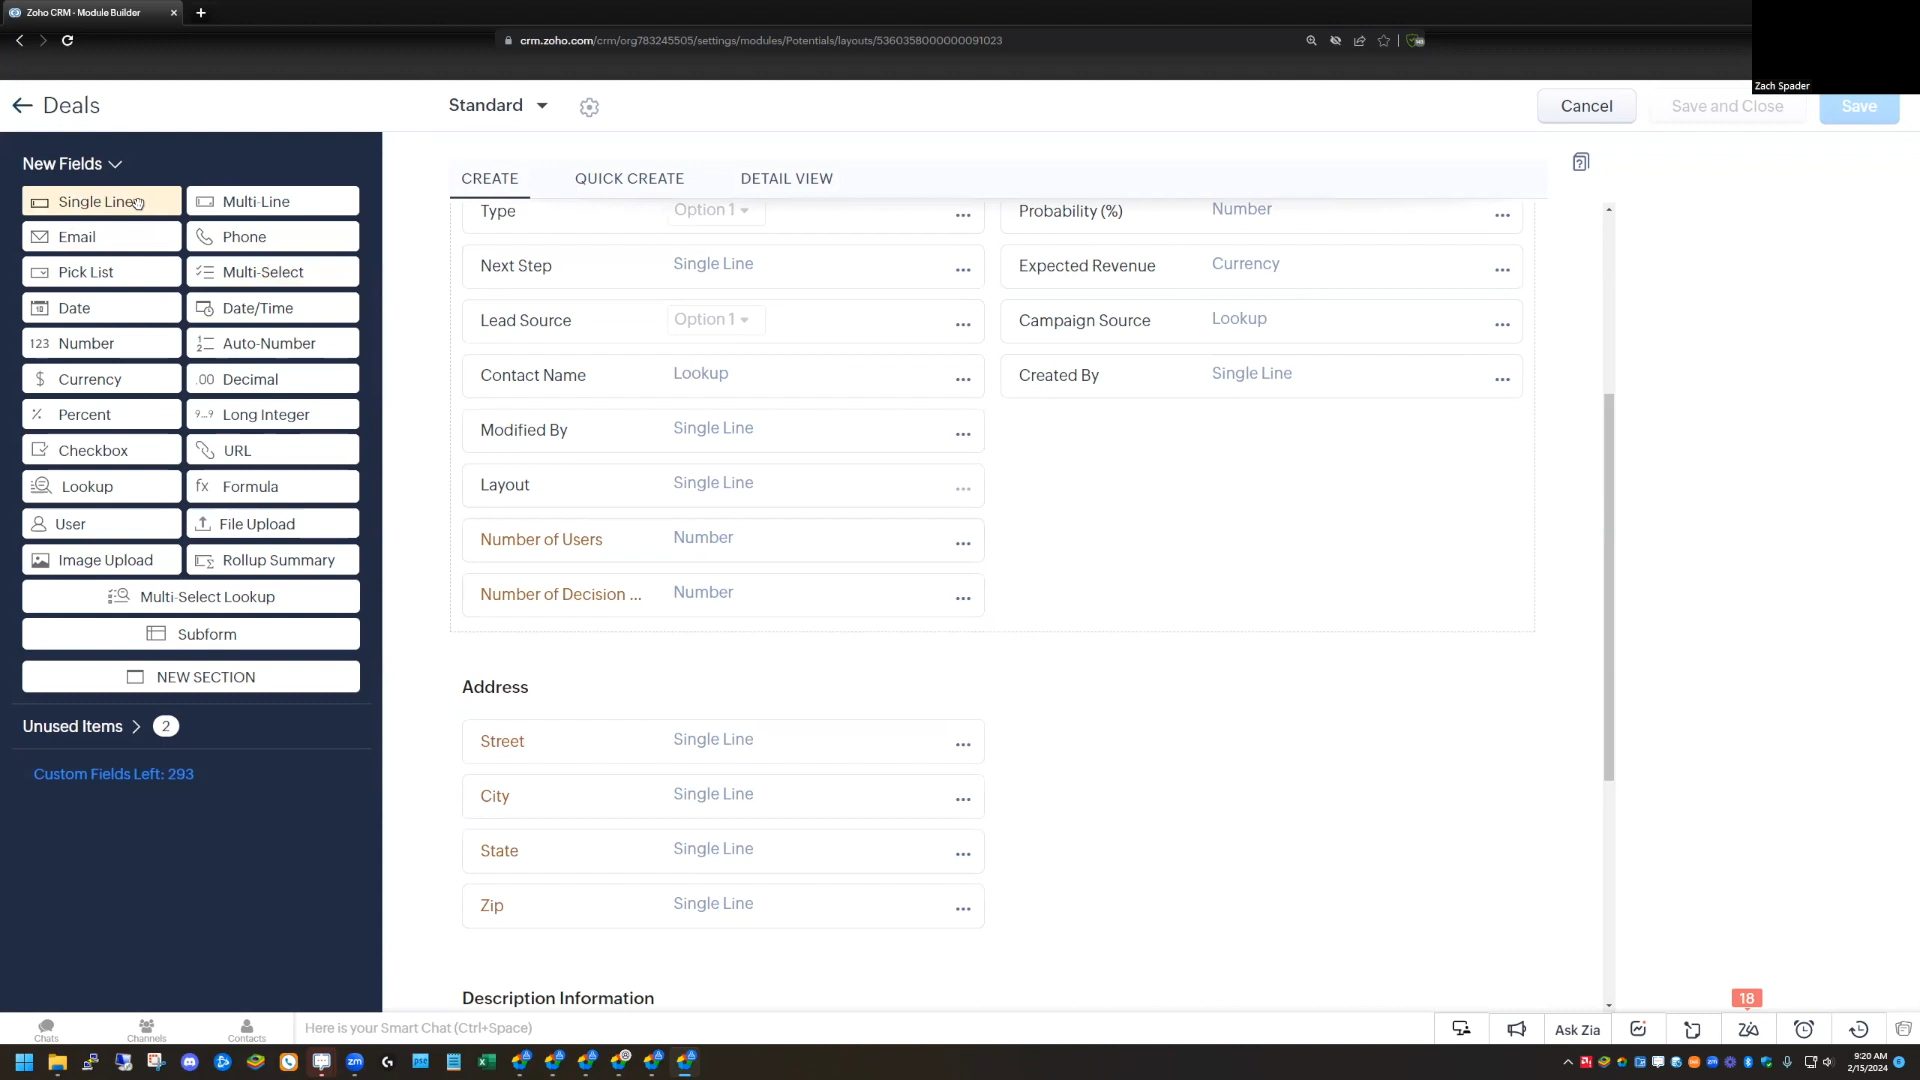 Zoho CRM - Module Builder
crm.zoho.com/crm/org783245505/settings/modules/Potentials/layouts/5360358000000091023
Zach Spader
Deals
Standard
Cancel
Save and Close
Save
New Fields
Single Line
Multi-Line
Email
Phone
Pick List
Multi-Select
Date
Date/Time
123 Number
Auto-Number
$ Currency
.00 Decimal
% Percent
9...9 Long Integer
Checkbox
URL
Lookup
fx Formula
User
File Upload
Image Upload
Rollup Summary
Multi-Select Lookup
Subform
NEW SECTION
Unused Items 2
Custom Fields Left: 293
CREATE
QUICK CREATE
DETAIL VIEW
Type Option 1
Probability (%) Number
Next Step Single Line
Expected Revenue Currency
Lead Source Option 1
Campaign Source Lookup
Contact Name Lookup
Created By Single Line
Modified By Single Line
Layout Single Line
Number of Users Number
Number of Decision ... Number
Address
Street Single Line
City Single Line
State Single Line
Zip Single Line
Description Information
18
Chats
Channels
Contacts
Here is your Smart Chat (Ctrl+Space)
Ask Zia
9:20 AM
2/15/2024